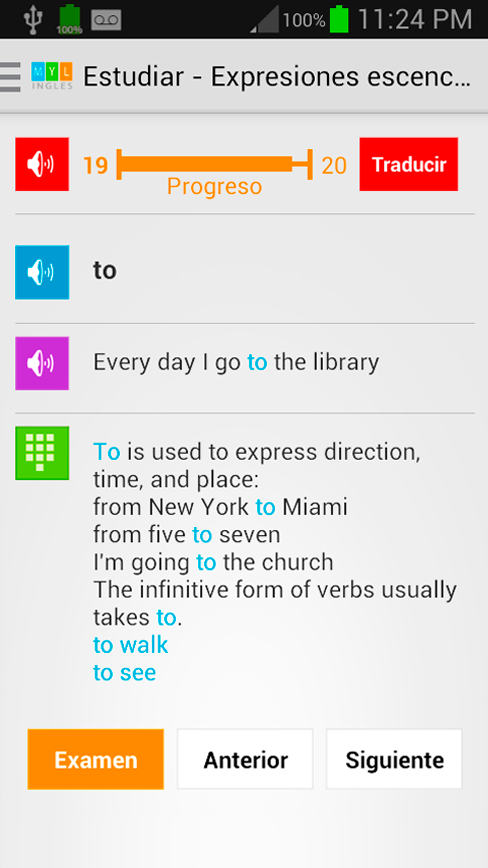 100% 100% 11:24 PM
MYL INGLES Estudiar - Expresiones escenc...
19 20 Traducir
Progreso
to
Every day I go to the library
To is used to express direction,
time, and place:
from New York to Miami
from five to seven
I'm going to the church
The infinitive form of verbs usually
takes to.
to walk
to see
Examen Anterior Siguiente